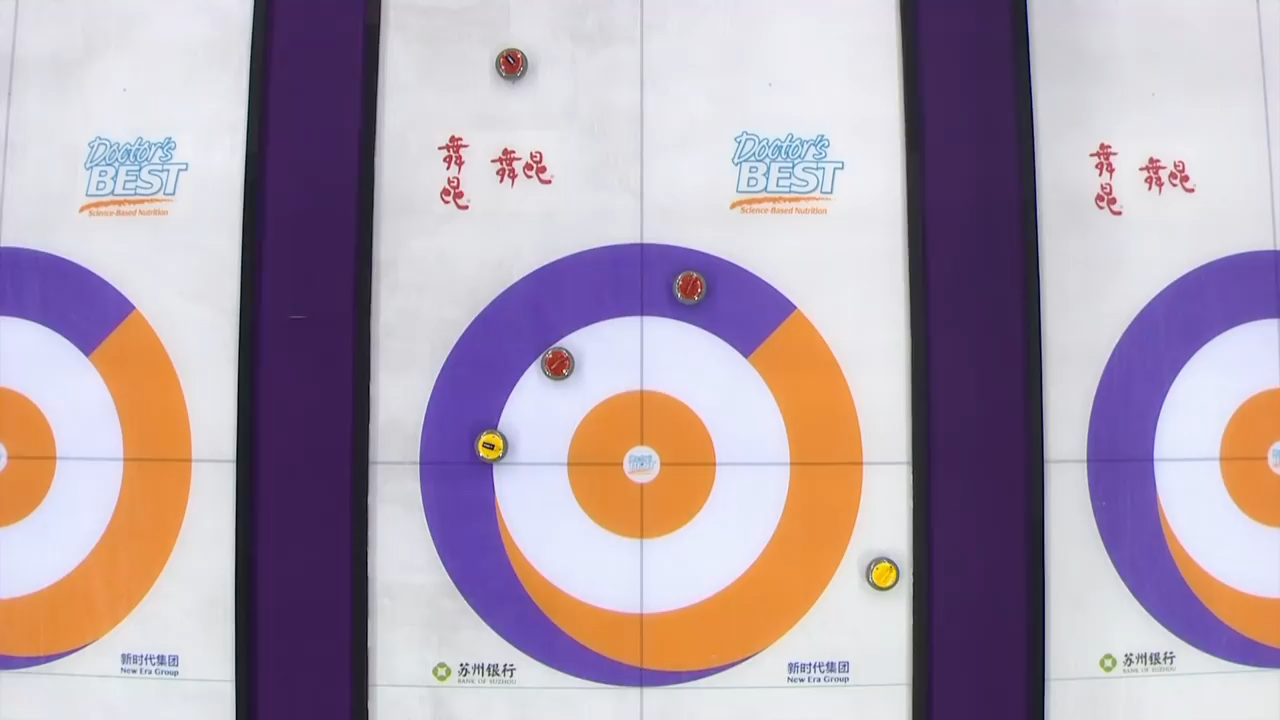 Doctor's
BEST
Science-Based Nutrition
舞昆
舞昆
Doctor's
BEST
Science-Based Nutrition
舞昆
舞昆
新时代集团
New Era Group
苏州银行
BANK OF SUZHOU
新时代集团
New Era Group
苏州银行
BANK OF SUZHOU